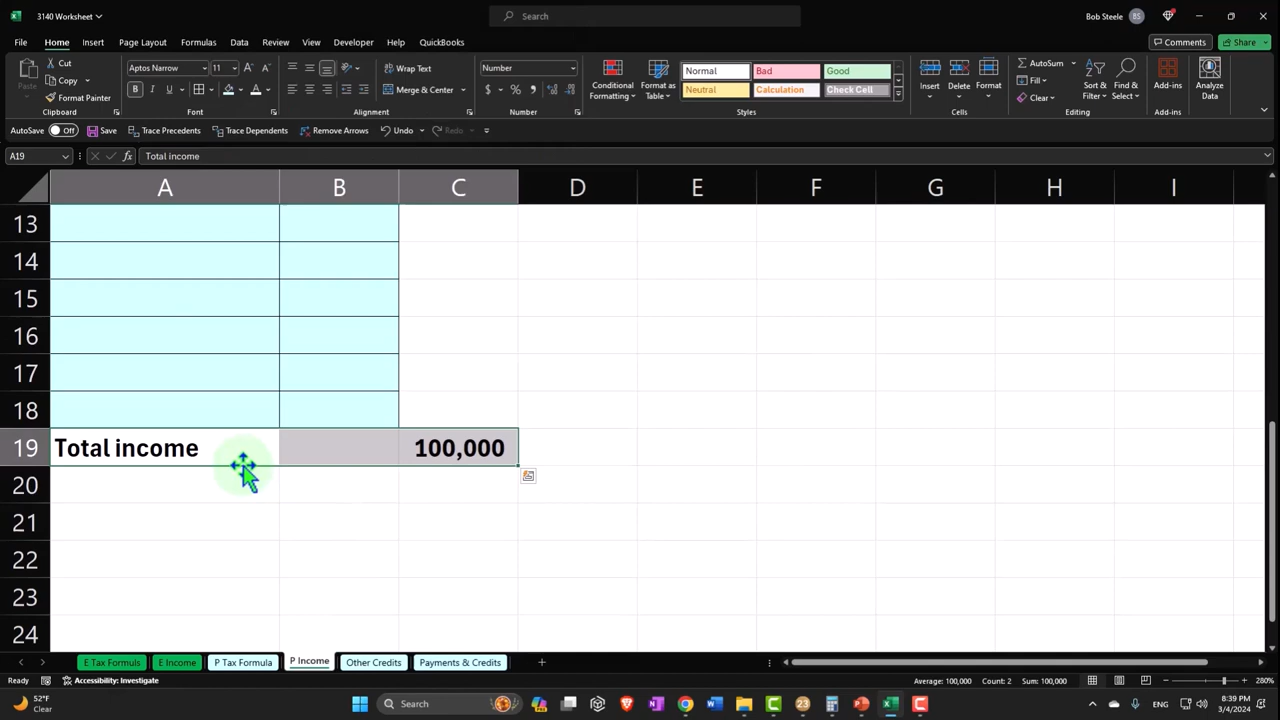 3140 Worksheet
Search
Bob Steele
BS
File
Home
Insert
Page Layout
Formulas
Data
Review
View
Developer
Help
QuickBooks
Comments
Share
Paste
Cut
Copy
Format Painter
Clipboard
Aptos Narrow
11
Font
Wrap Text
Merge & Center
Alignment
Number
Number
Conditional
Formatting
Format as
Table
Normal
Bad
Good
Neutral
Calculation
Check Cell
Styles
Insert
Delete
Format
Cells
AutoSum
Fill
Clear
Sort &
Filter
Find &
Select
Editing
Add-ins
Add-ins
Analyze
Data
AutoSave
Off
Save
Trace Precedents
Trace Dependents
Remove Arrows
Undo
Redo
A19
fx
Total income
A B C D E F G H I
13
14
15
16
17
18
19 Total income 100,000
20
21
22
23
24
E Tax Formula
E Income
P Tax Formula
P Income
Other Credits
Payments & Credits
Ready
Accessibility: Investigate
Average: 100,000
Count: 2
Sum: 100,000
280%
52°F
Clear
Search
23
ENG
8:39 PM
3/4/2024